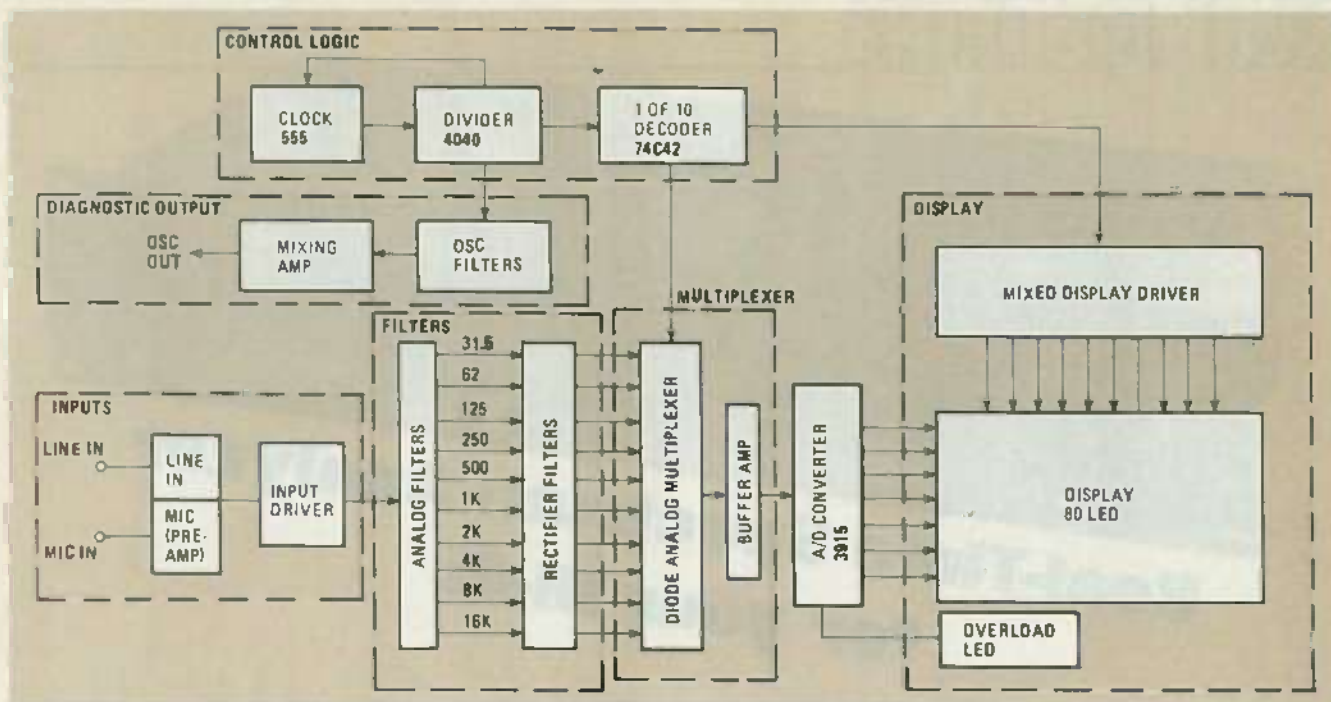 CONTROL LOGIC
CLOCK
555
DIVIDER
4040
1 OF 10
DECODER
74C42
DIAGNOSTIC OUTPUT
OSC
OUT
MIXING
AMP
OSC
FILTERS
DISPLAY
MIXED DISPLAY DRIVER
MULTIPLEXER
FILTERS
31.5
62
125
250
500
1K
2K
4K
8K
16K
ANALOG FILTERS
RECTIFIER FILTERS
DIODE ANALOG MULTIPLEXER
BUFFER AMP
A/D CONVERTER
3915
DISPLAY
80 LED
OVERLOAD
LED
INPUTS
LINE IN
MIC IN
LINE
IN
MIC
(PRE-
AMP)
INPUT
DRIVER